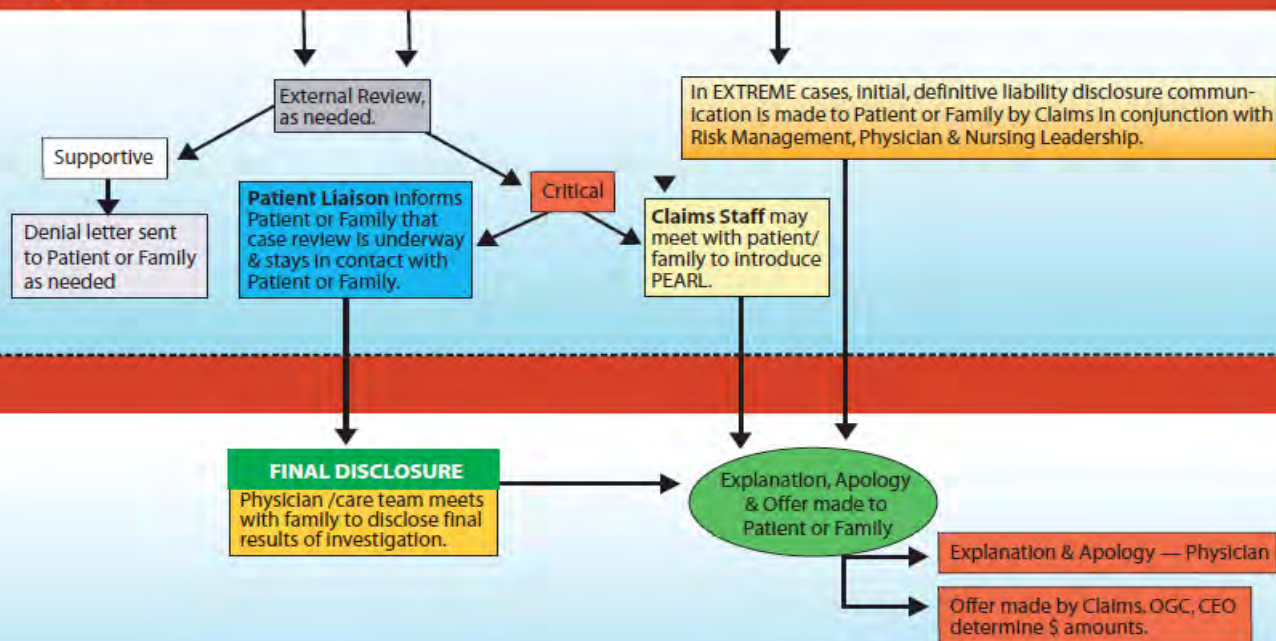 External Review,
as needed.
In EXTREME cases, initial, definitive liability disclosure commun-
ication is made to Patient or Family by Claims in conjunction with
Risk Management, Physician & Nursing Leadership.
Supportive
Critical
Denial letter sent
to Patient or Family
as needed
Patient Liaison informs
Patient or Family that
case review is underway
& stays in contact with
Patient or Family.
Claims Staff may
meet with patient/
family to introduce
PEARL.
FINAL DISCLOSURE
Physician /care team meets
with family to disclose final
results of investigation.
Explanation, Apology
& Offer made to
Patient or Family
Explanation & Apology — Physician
Offer made by Claims. OGC, CEO
determine $ amounts.